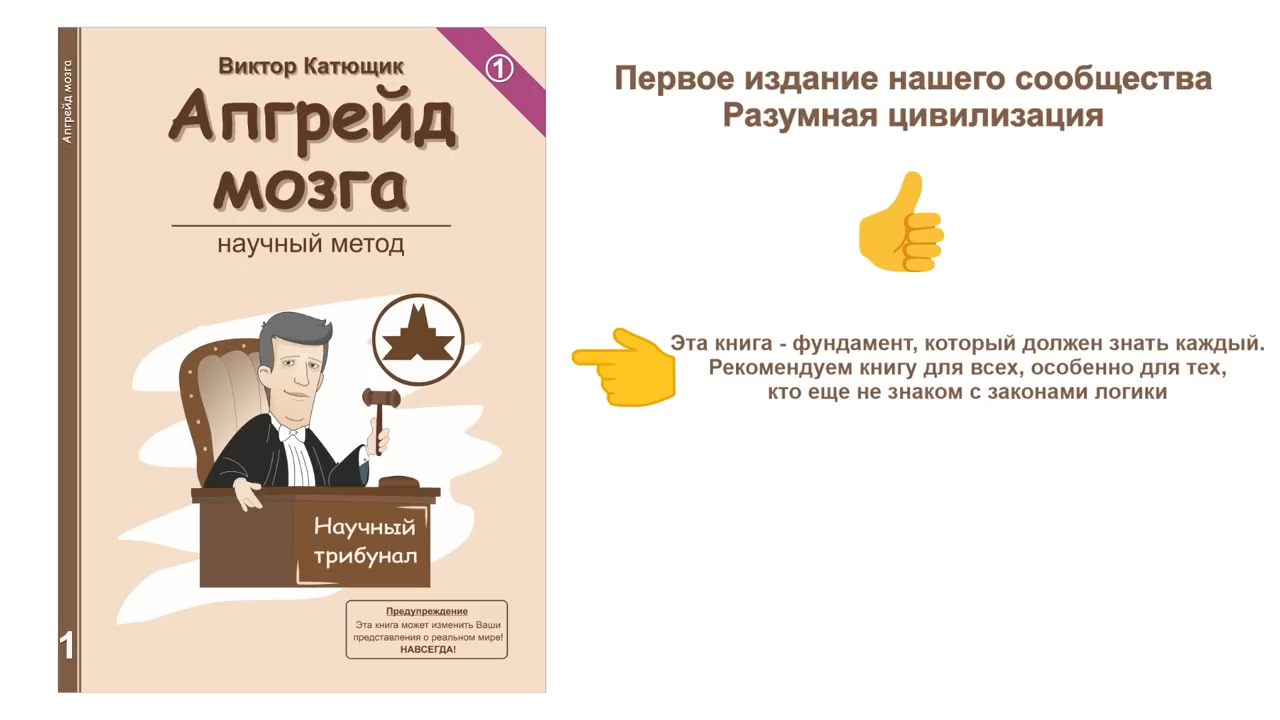 Апгрейд мозга
1
Виктор Катющик
1
Апгрейд
мозга
научный метод
Научный
трибунал
Предупреждение
Эта книга может изменить Ваши
представления о реальном мире!
НАВСЕГДА!
Первое издание нашего сообщества
Разумная цивилизация
Эта книга - фундамент, который должен знать каждый.
Рекомендуем книгу для всех, особенно для тех,
кто еще не знаком с законами логики